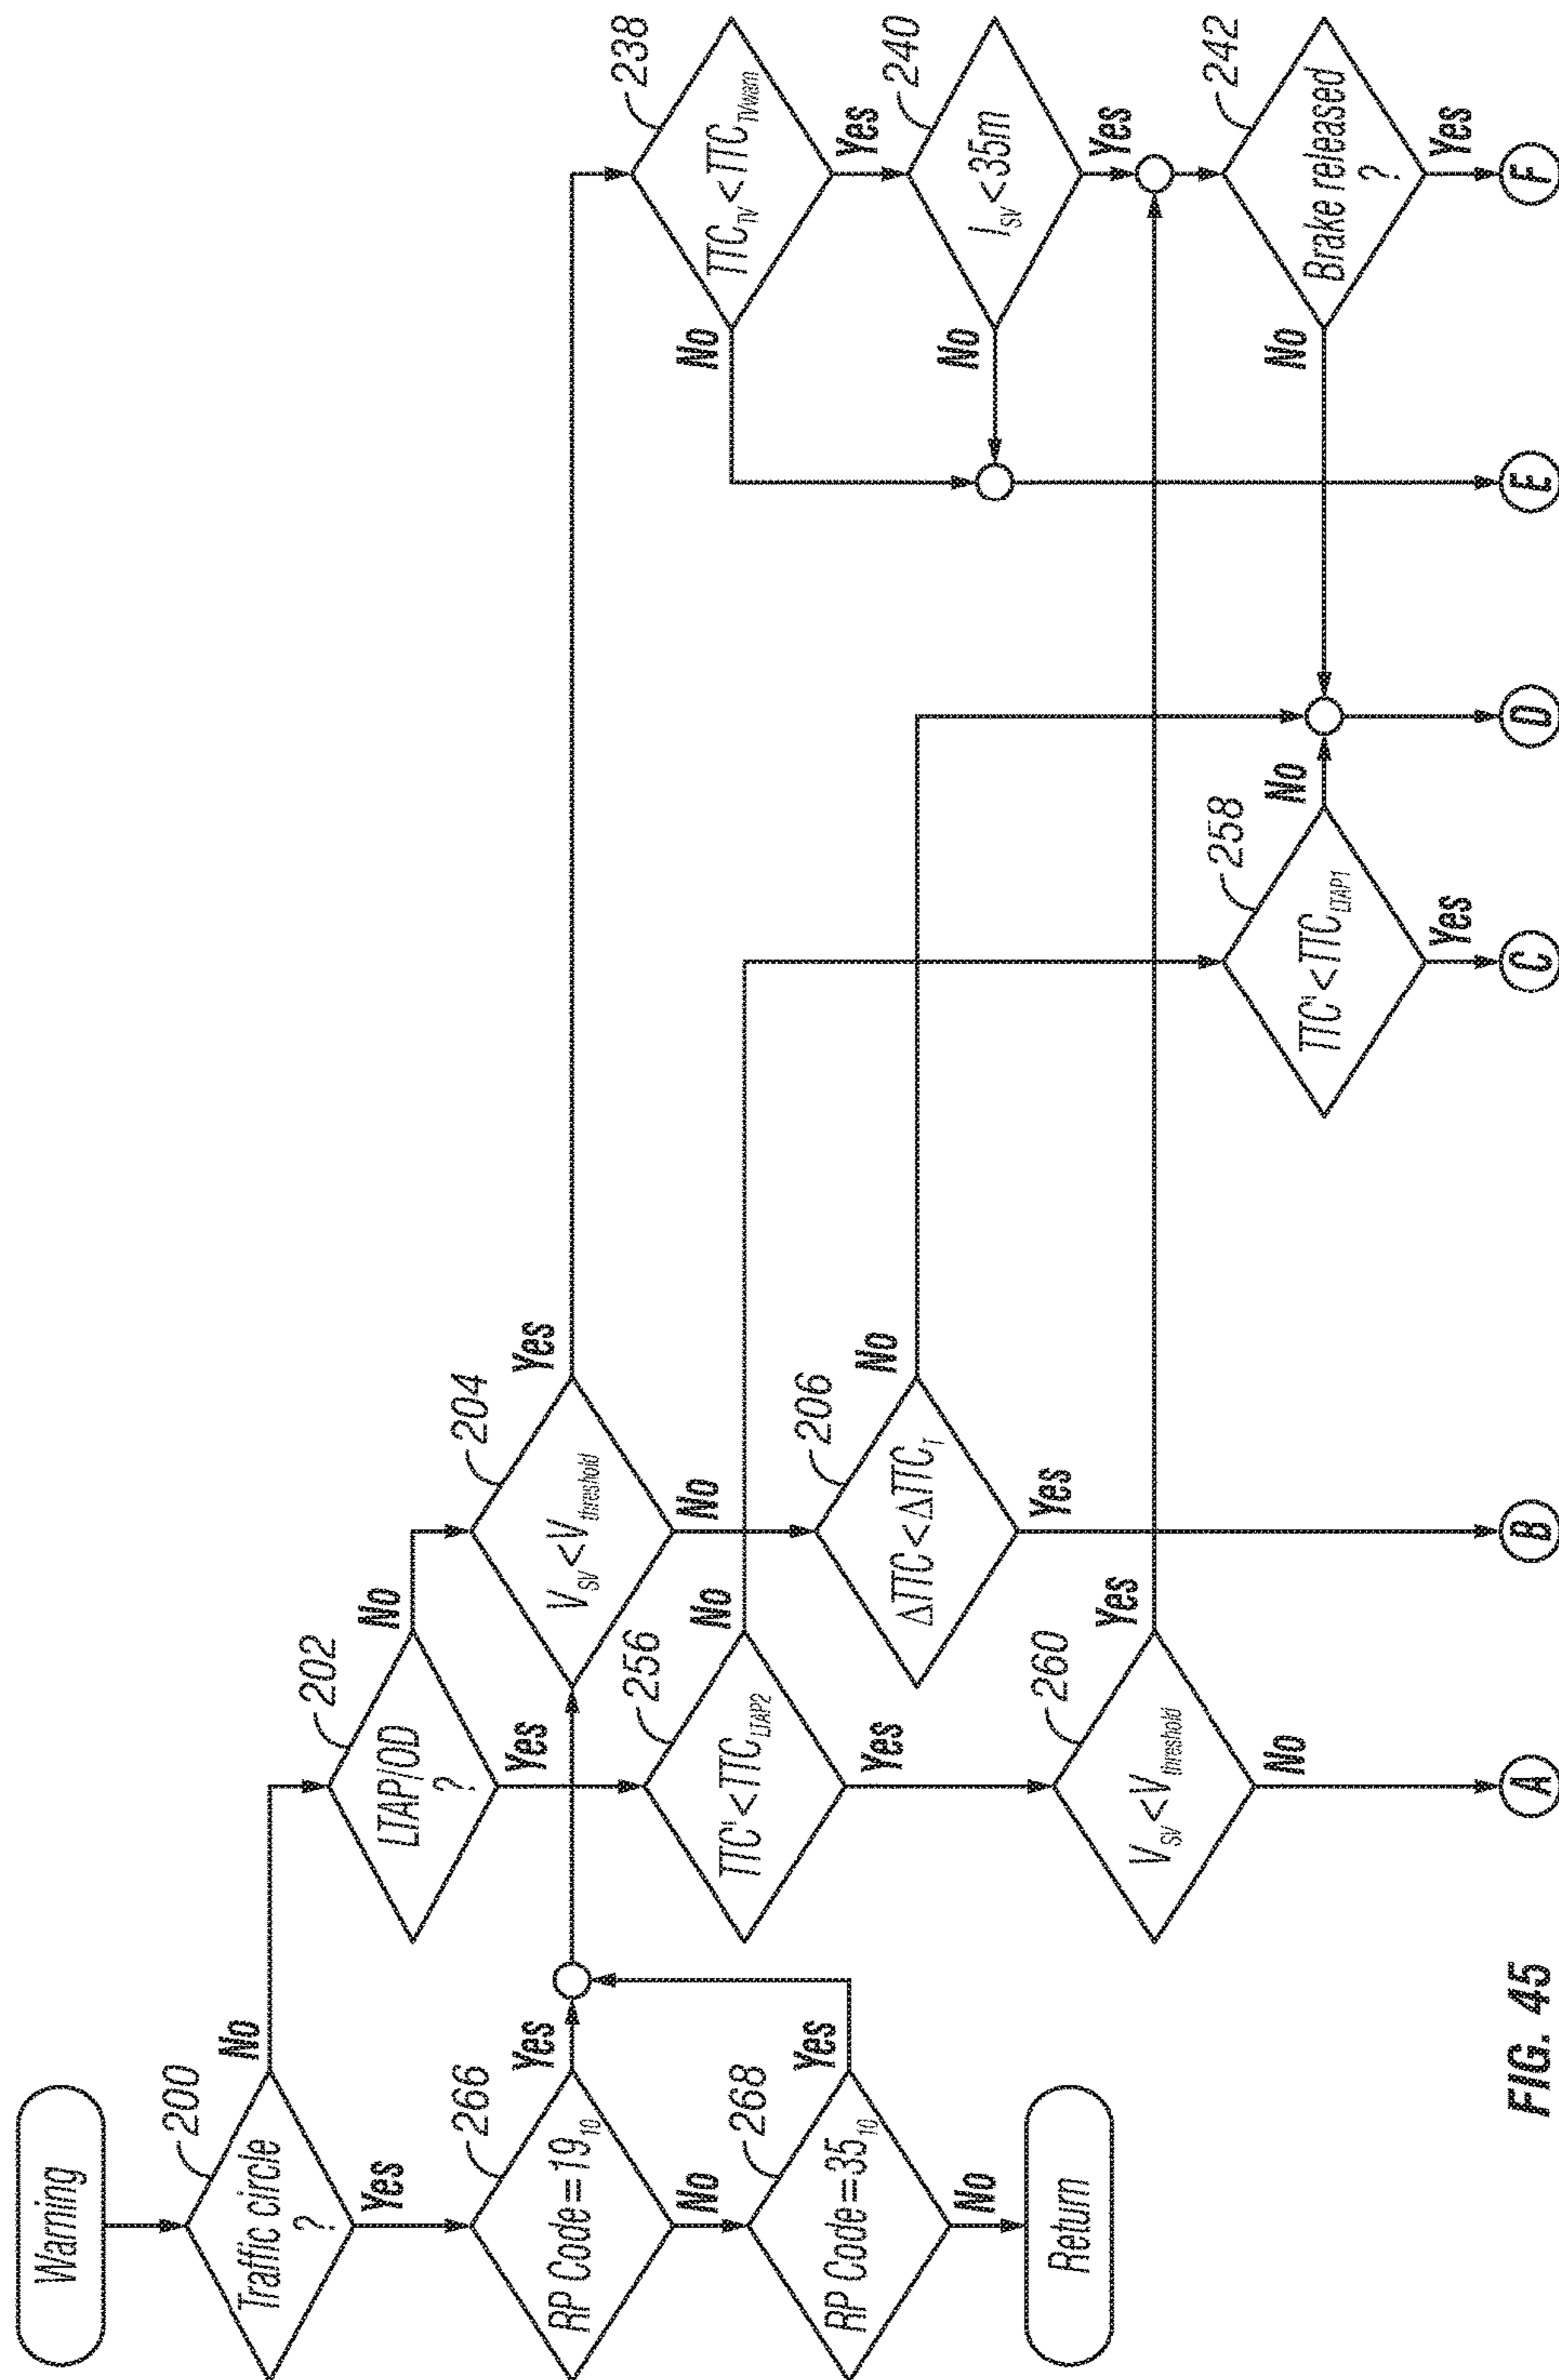 Warning
200
Traffic circle
?
No
Yes
202
LTAP/OD
?
No
Yes
266
RP Code=19₁₀
Yes
No
204
V_SV<V_threshold
Yes
No
238
TTC_TV<TTC_TVwarn
No
Yes
268
RP Code=35₁₀
Yes
No
256
TTC'<TTC_LTAP2
No
Yes
206
ΔTTC<ΔTTC_T
No
Yes
240
l_SV<35m
No
Yes
Return
260
V_SV<V_threshold
Yes
No
258
TTC'<TTC_LTAP1
No
Yes
242
Brake released
?
No
Yes
A
B
C
D
E
F
FIG. 45